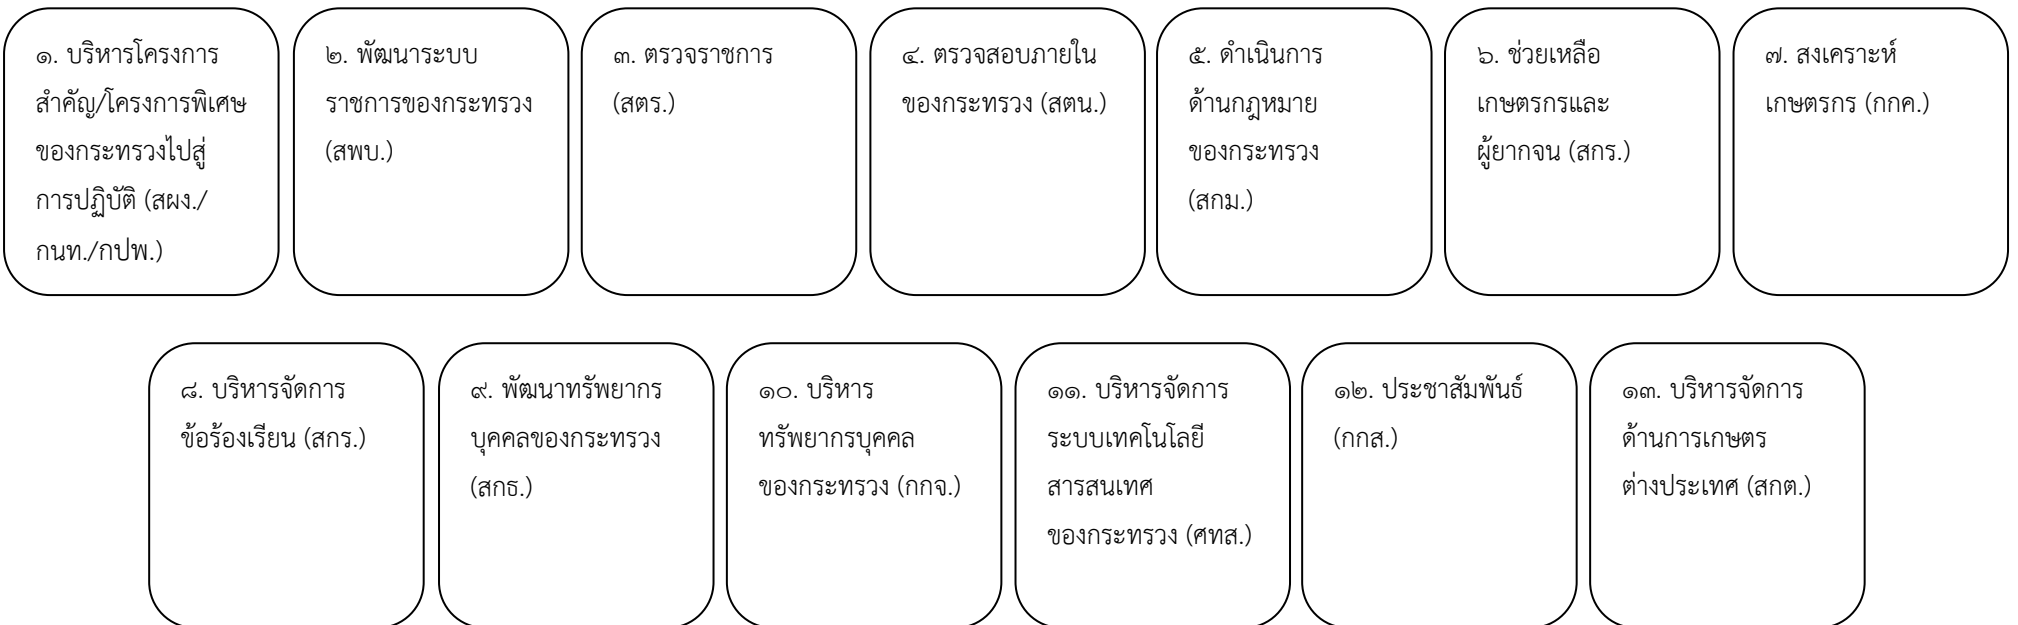 ๑. บริหารโครงการ
สำคัญ/โครงการพิเศษ
ของกระทรวงไปสู่
การปฏิบัติ (สผง./
กนท./กปพ.)
๒. พัฒนาระบบ
ราชการของกระทรวง
(สพบ.)
๓. ตรวจราชการ
(สตร.)
๔. ตรวจสอบภายใน
ของกระทรวง (สตน.)
๕. ดำเนินการ
ด้านกฎหมาย
ของกระทรวง
(สกม.)
๖. ช่วยเหลือ
เกษตรกรและ
ผู้ยากจน (สกร.)
๗. สงเคราะห์
เกษตรกร (กกค.)
๘. บริหารจัดการ
ข้อร้องเรียน (สกร.)
๙. พัฒนาทรัพยากร
บุคคลของกระทรวง
(สกธ.)
๑๐. บริหาร
ทรัพยากรบุคคล
ของกระทรวง (กกจ.)
๑๑. บริหารจัดการ
ระบบเทคโนโลยี
สารสนเทศ
ของกระทรวง (ศทส.)
๑๒. ประชาสัมพันธ์
(กกส.)
๑๓. บริหารจัดการ
ด้านการเกษตร
ต่างประเทศ (สกต.)